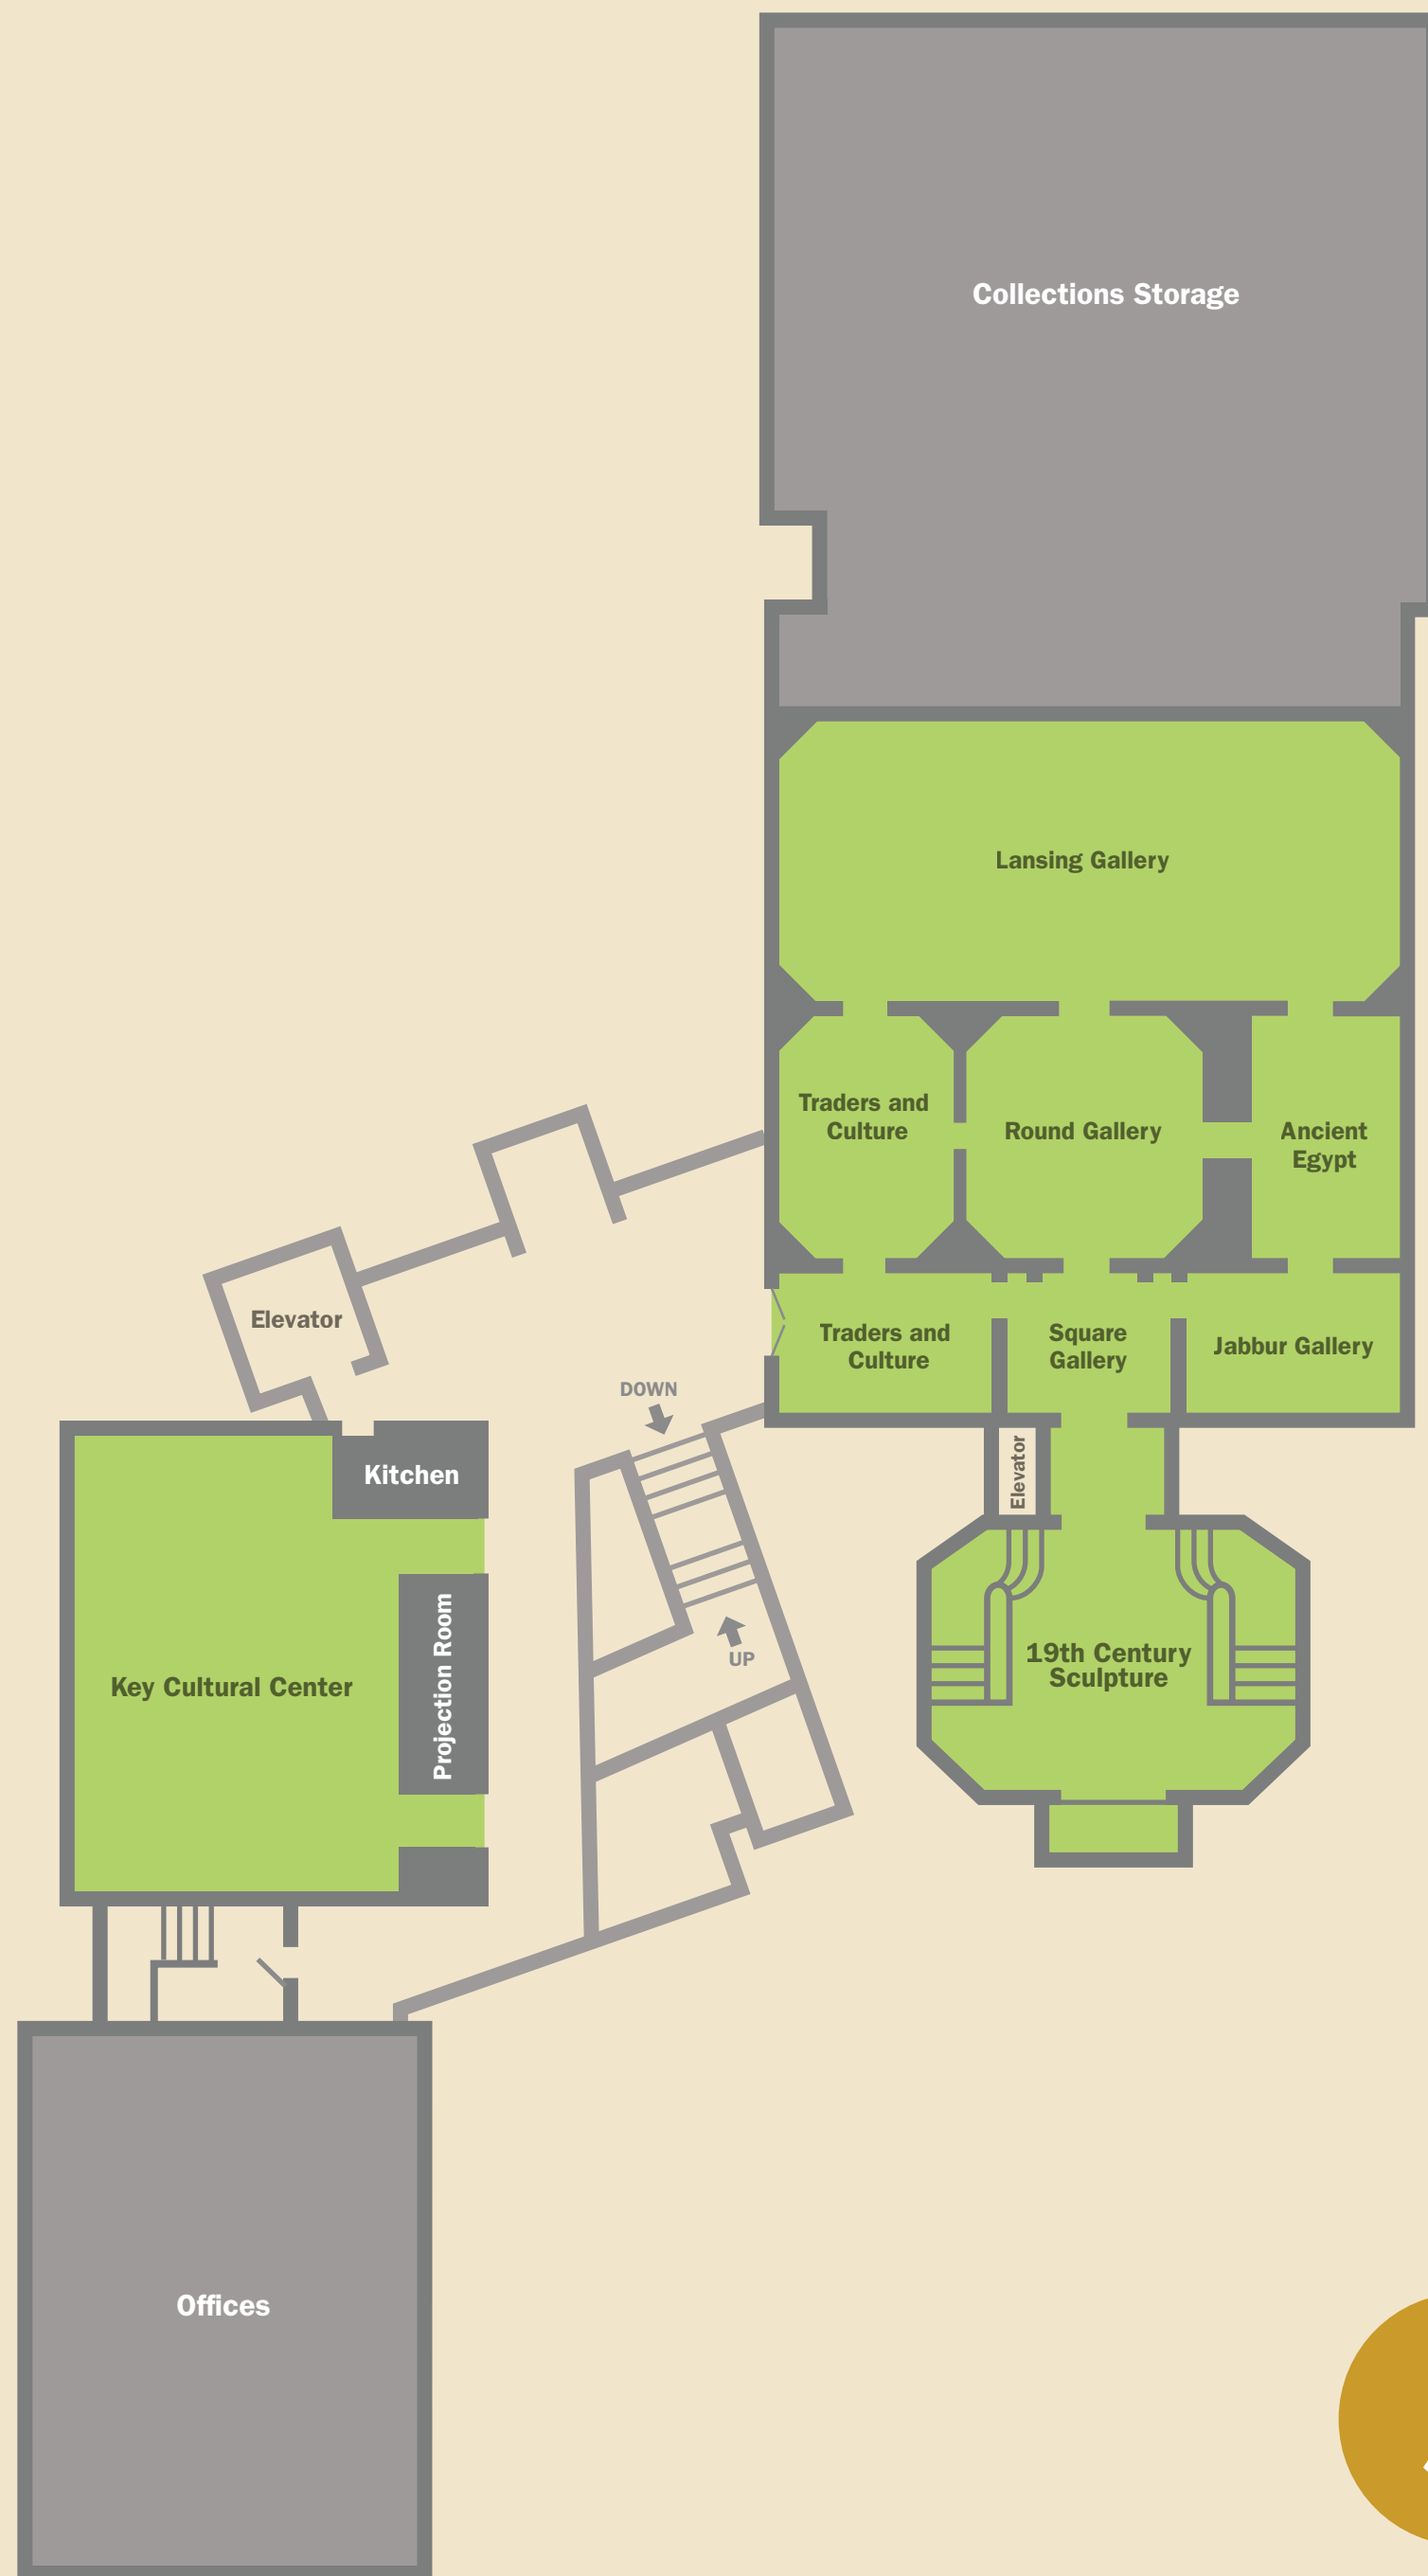 Collections Storage
Lansing Gallery
Traders and
Culture
Round Gallery
Ancient
Egypt
Elevator
Traders and
Culture
Square
Gallery
Jabbur Gallery
DOWN
Kitchen
Elevator
Projection Room
Key Cultural Center
UP
19th Century
Sculpture
Offices